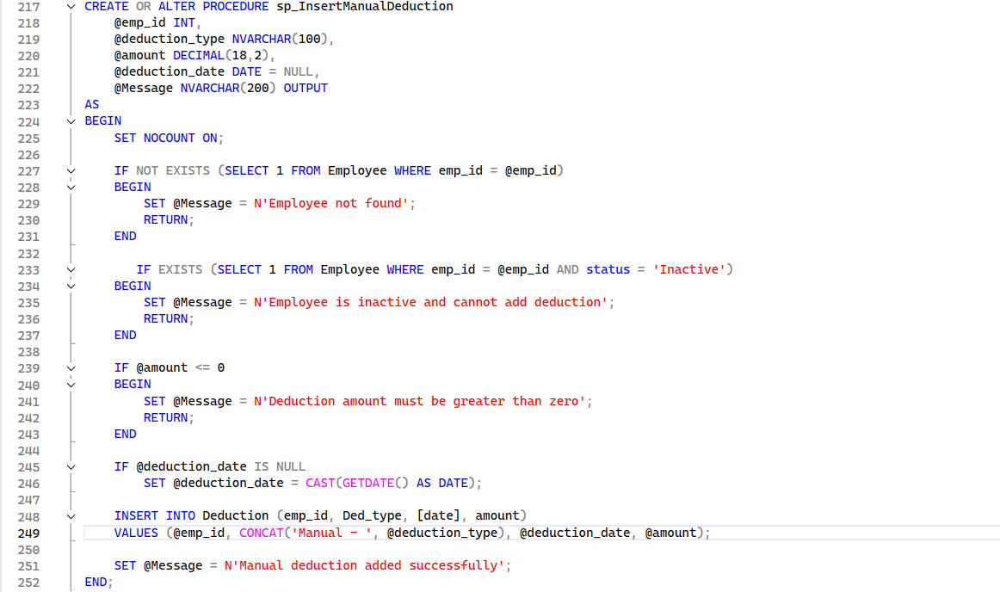 217 CREATE OR ALTER PROCEDURE sp_InsertManualDeduction
218     @emp_id INT,
219     @deduction_type NVARCHAR(100),
220     @amount DECIMAL(18,2),
221     @deduction_date DATE = NULL,
222     @Message NVARCHAR(200) OUTPUT
223 AS
224 BEGIN
225     SET NOCOUNT ON;
226
227     IF NOT EXISTS (SELECT 1 FROM Employee WHERE emp_id = @emp_id)
228     BEGIN
229         SET @Message = N'Employee not found';
230         RETURN;
231     END
232
233        IF EXISTS (SELECT 1 FROM Employee WHERE emp_id = @emp_id AND status = 'Inactive')
234     BEGIN
235         SET @Message = N'Employee is inactive and cannot add deduction';
236         RETURN;
237     END
238
239     IF @amount <= 0
240     BEGIN
241         SET @Message = N'Deduction amount must be greater than zero';
242         RETURN;
243     END
244
245     IF @deduction_date IS NULL
246         SET @deduction_date = CAST(GETDATE() AS DATE);
247
248     INSERT INTO Deduction (emp_id, Ded_type, [date], amount)
249     VALUES (@emp_id, CONCAT('Manual - ', @deduction_type), @deduction_date, @amount);
250
251     SET @Message = N'Manual deduction added successfully';
252 END;